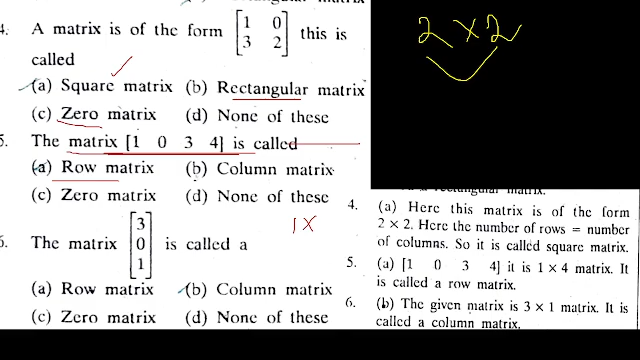 4. A matrix is of the form [1 0 3 2] this is
called
(a) Square matrix (b) Rectangular matrix
(c) Zero matrix (d) None of these
5. The matrix [1 0 3 4] is called
(a) Row matrix (b) Column matrix
(c) Zero matrix (d) None of these
1×
6. The matrix [3 0 1] is called a
(a) Row matrix (b) Column matrix
(c) Zero matrix (d) None of these
2 × 2
4. (a) Here this matrix is of the form
2 × 2. Here the number of rows = number
of columns. So it is called square matrix.
5. (a) [1 0 3 4] it is 1 × 4 matrix. It
is called a row matrix.
6. (b) The given matrix is 3 × 1 matrix. It is
called a column matrix.